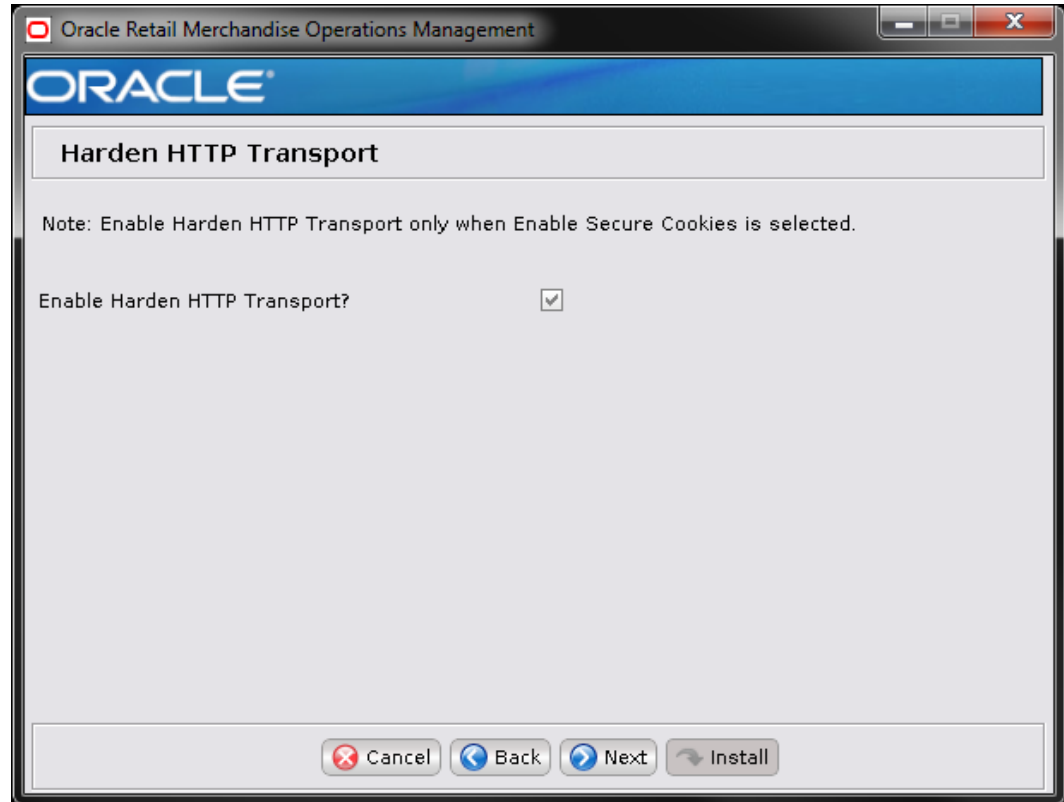 Oracle Retail Merchandise Operations Management
ORACLE®
Harden HTTP Transport
Note: Enable Harden HTTP Transport only when Enable Secure Cookies is selected.
Enable Harden HTTP Transport?
Cancel Back Next Install